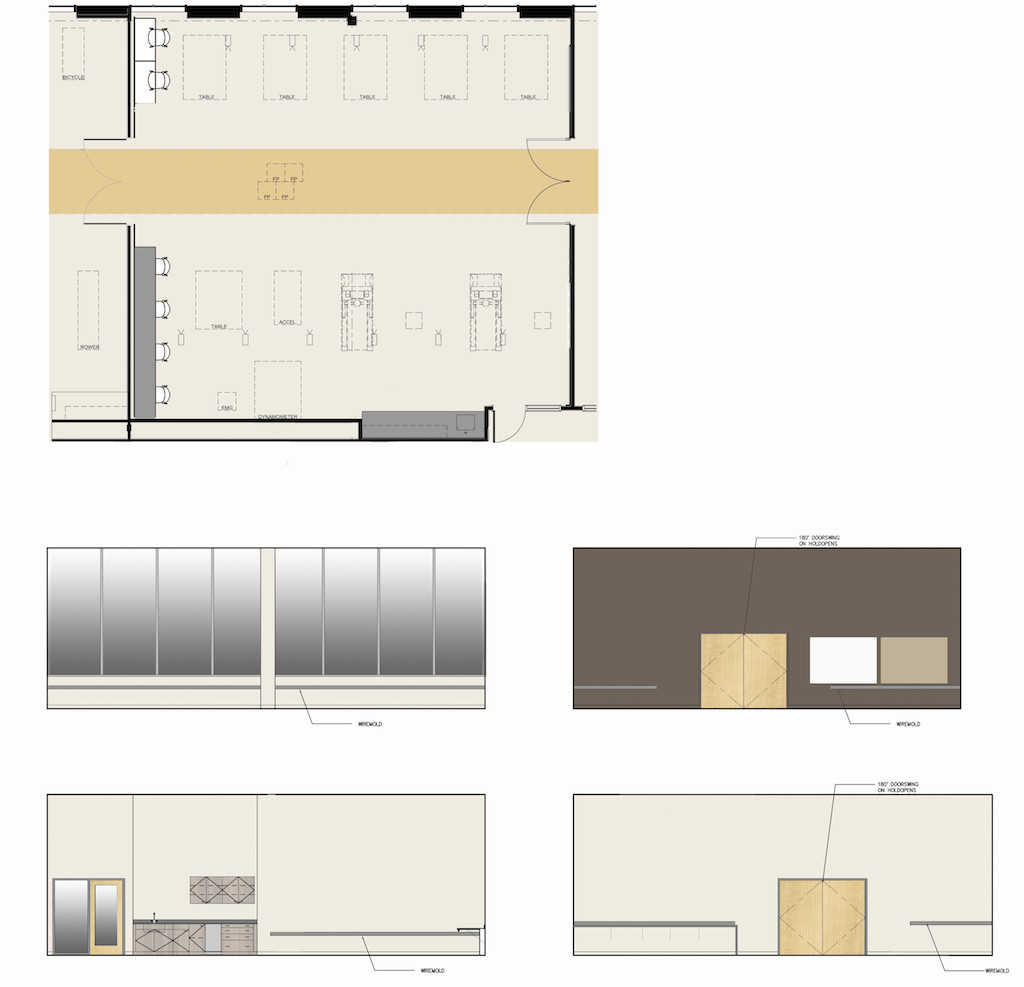 BICYCLE
TABLE TABLE TABLE TABLE TABLE
FP FP
FP FP
TABLE
ACCEL
ROWER
EMG
DYNAMOMETER
180° DOORSWING
ON HOLDOPENS
WIREMOLD
WIREMOLD
180° DOORSWING
ON HOLDOPENS
WIREMOLD
WIREMOLD